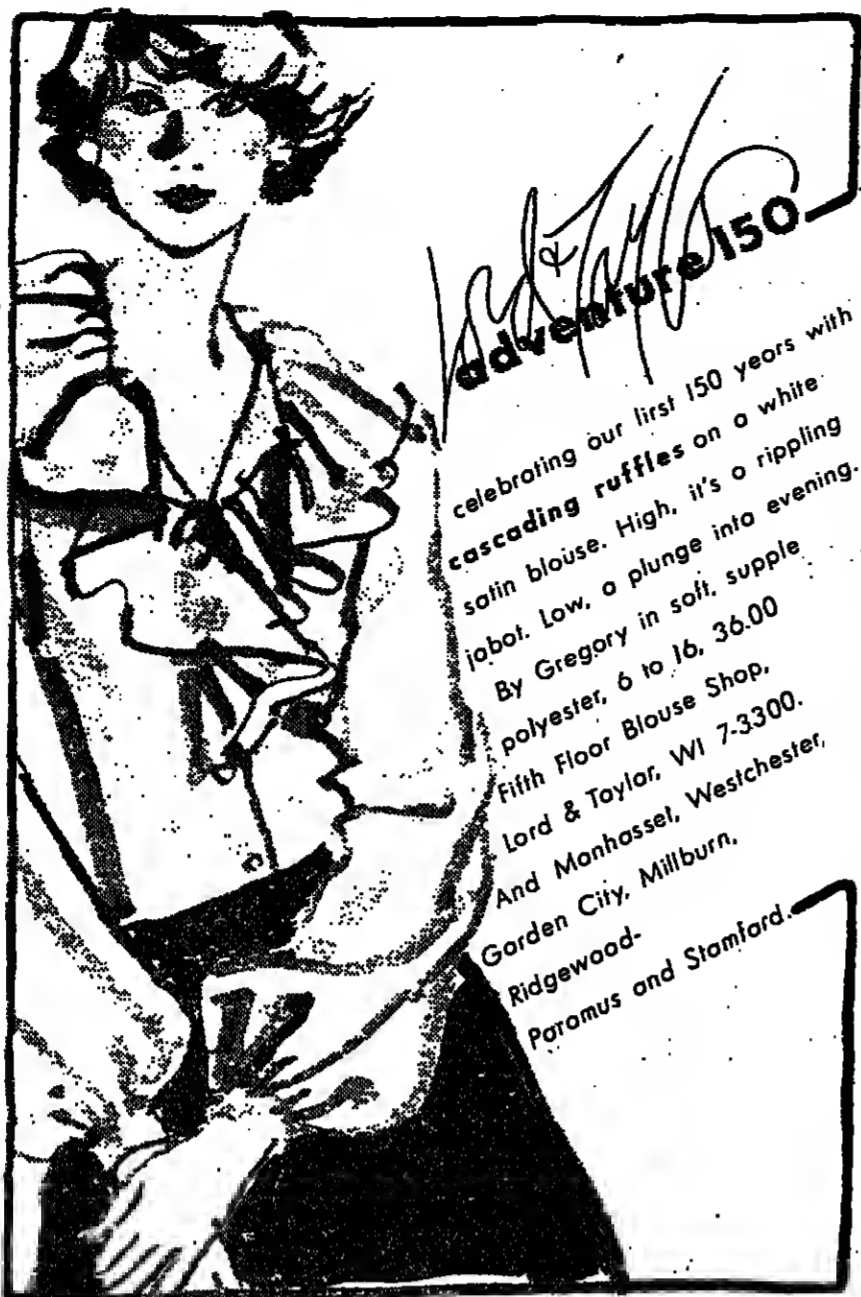 Lord & Taylor
adventure 150
celebrating our first 150 years with
cascading ruffles on a white
satin blouse. High, it's a rippling
jabot. Low, a plunge into evening.
By Gregory in soft, supple
polyester, 6 to 16, 36.00
Fifth Floor Blouse Shop,
Lord & Taylor, WI 7-3300.
And Manhasset, Westchester,
Garden City, Millburn,
Ridgewood-
Paramus and Stamford.